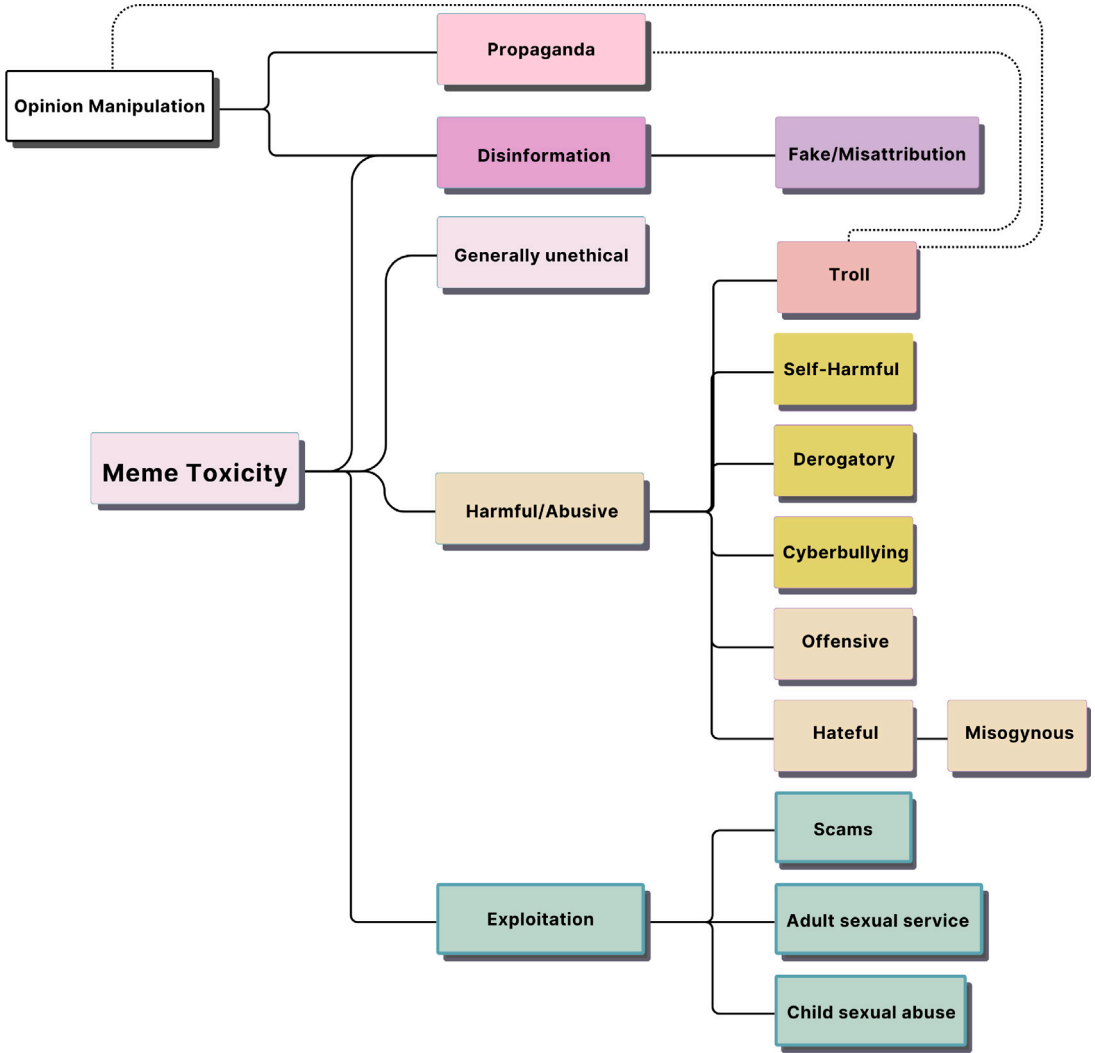 Propaganda
Opinion Manipulation
Disinformation
Fake/Misattribution
Generally unethical
Troll
Self-Harmful
Derogatory
Meme Toxicity
Harmful/Abusive
Cyberbullying
Offensive
Hateful
Misogynous
Scams
Exploitation
Adult sexual service
Child sexual abuse